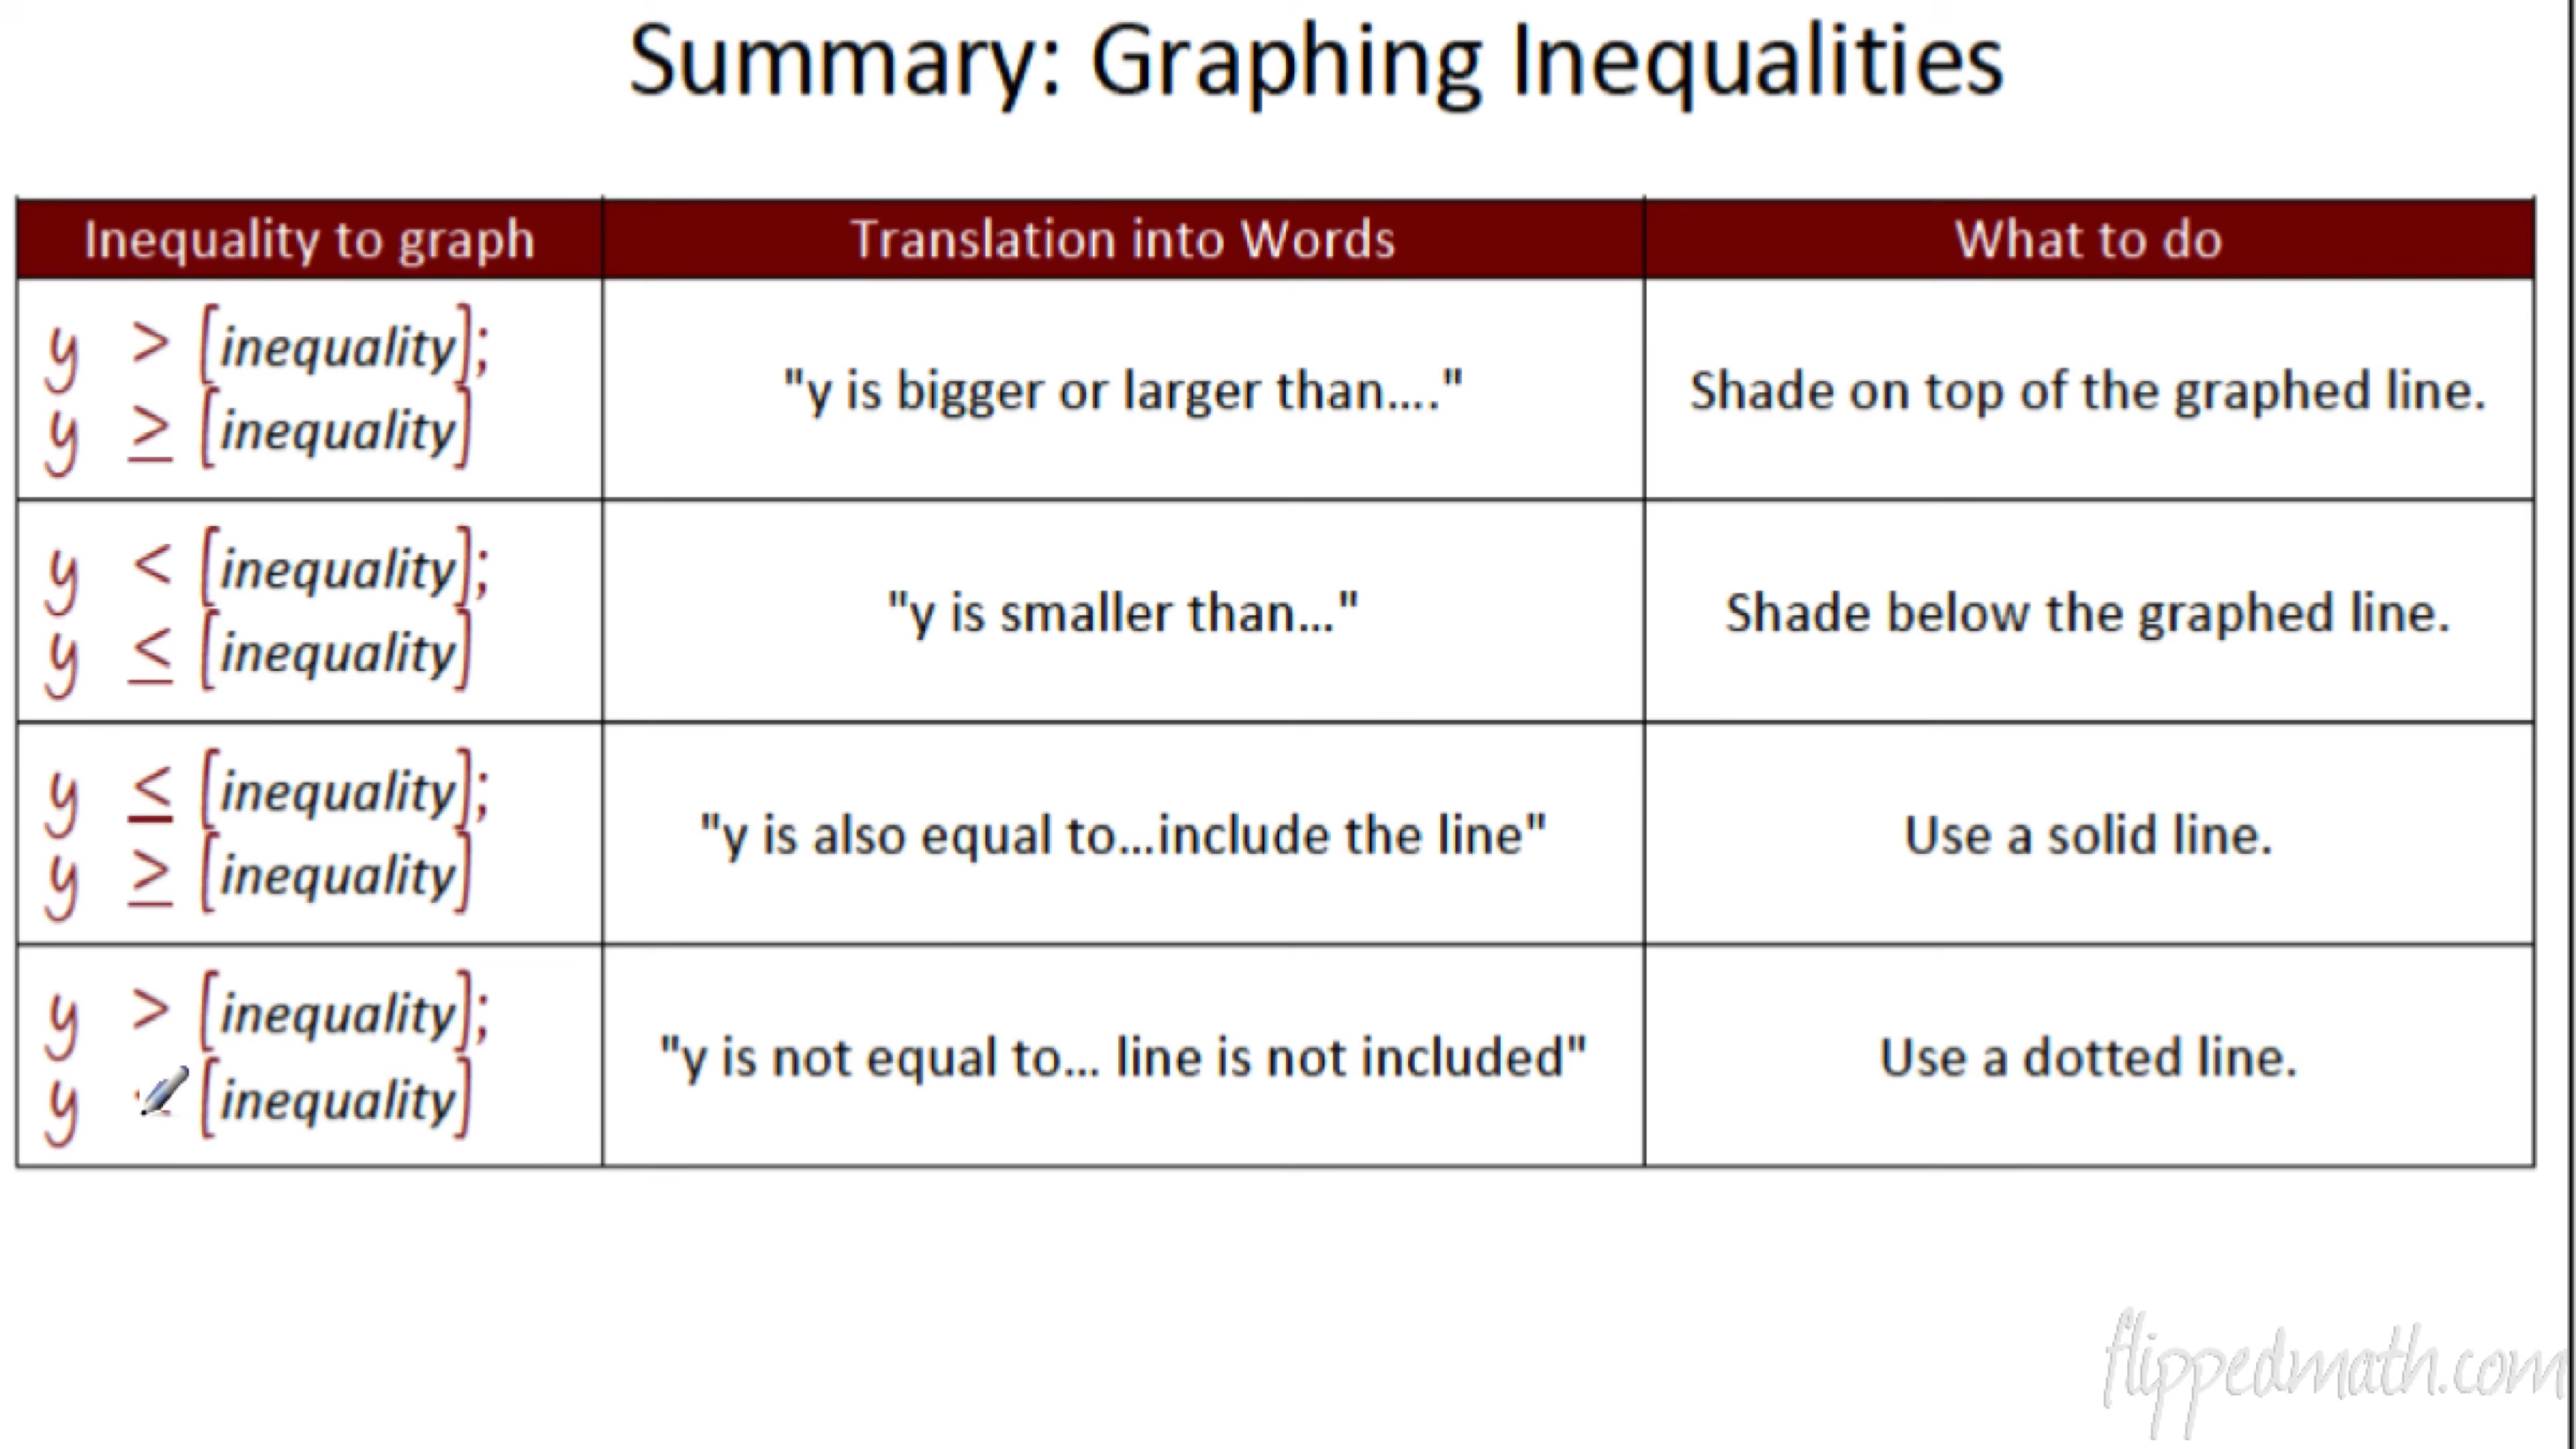 Summary: Graphing Inequalities
Inequality to graph
Translation into Words
What to do
y > [inequality];
y ≥ [inequality]
"y is bigger or larger than...."
Shade on top of the graphed line.
y < [inequality];
y ≤ [inequality]
"y is smaller than..."
Shade below the graphed line.
y ≤ [inequality];
y ≥ [inequality]
"y is also equal to...include the line"
Use a solid line.
y > [inequality];
y [inequality]
"y is not equal to... line is not included"
Use a dotted line.
flippedmath.com